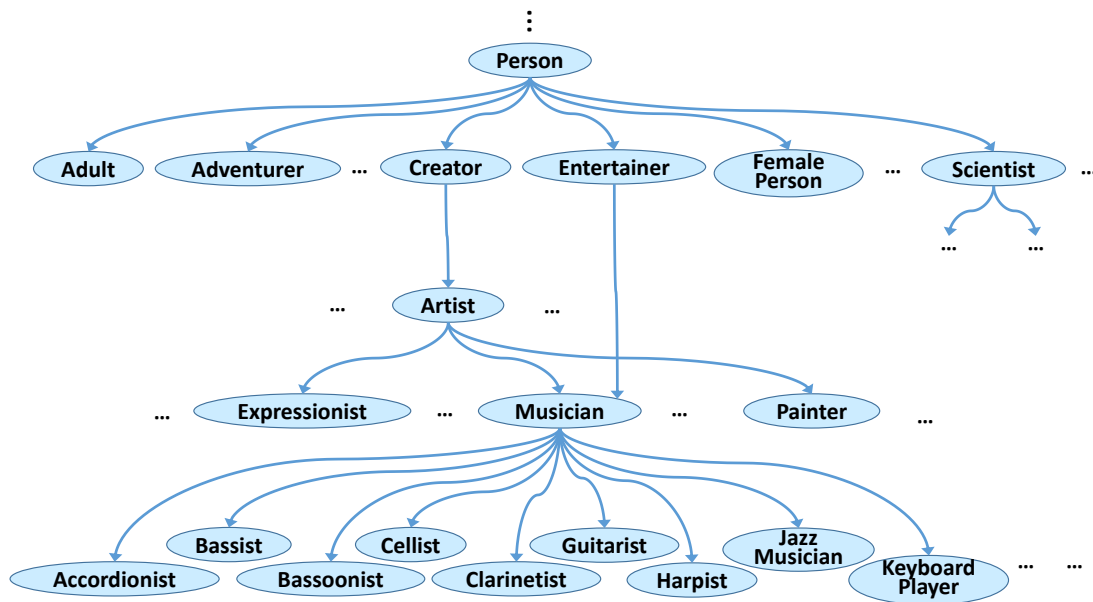 ⋮
Person
Adult
Adventurer
...
Creator
Entertainer
Female
Person
...
Scientist
...
...
...
...
Artist
...
...
Expressionist
...
Musician
...
Painter
...
Bassist
Cellist
Guitarist
Jazz
Musician
Accordionist
Bassoonist
Clarinetist
Harpist
Keyboard
Player
...
...